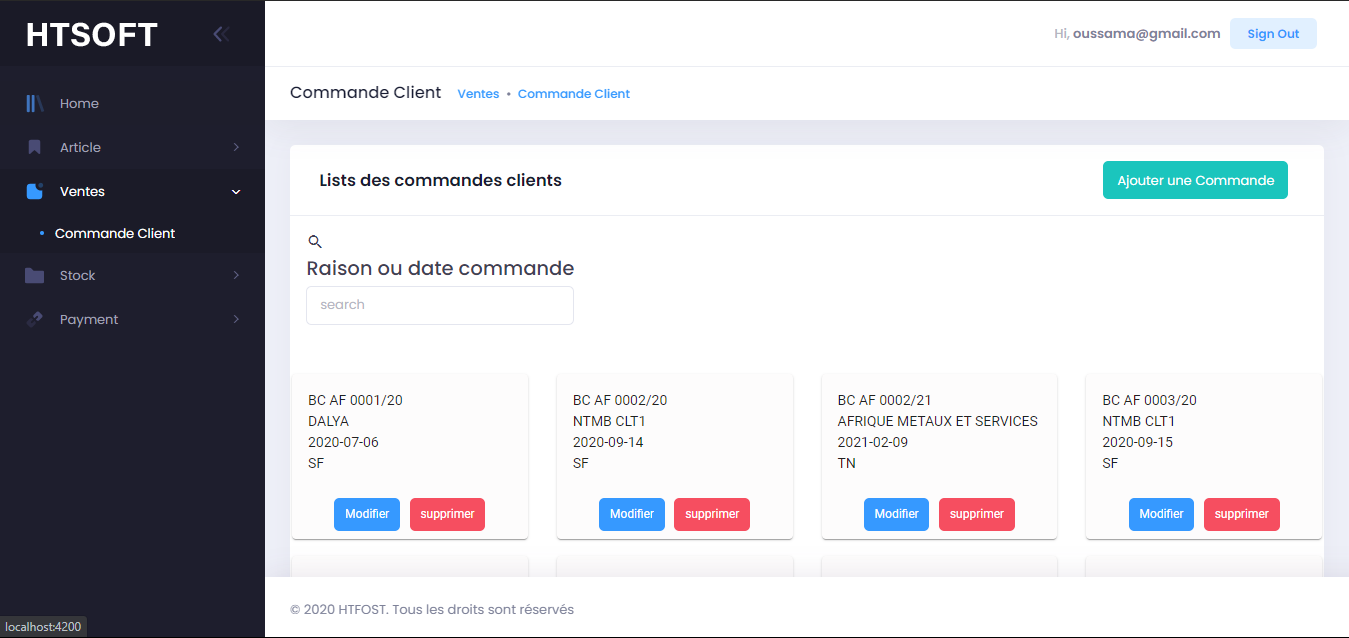 HTSOFT
Hi, oussama@gmail.com
Sign Out
Home
Article
Ventes
Commande Client
Stock
Payment
Commande Client
Ventes • Commande Client
Lists des commandes clients
Ajouter une Commande
Raison ou date commande
search
BC AF 0001/20
DALYA
2020-07-06
SF
Modifier
supprimer
BC AF 0002/20
NTMB CLT1
2020-09-14
SF
Modifier
supprimer
BC AF 0002/21
AFRIQUE METAUX ET SERVICES
2021-02-09
TN
Modifier
supprimer
BC AF 0003/20
NTMB CLT1
2020-09-15
SF
Modifier
supprimer
© 2020 HTFOST. Tous les droits sont réservés
localhost:4200